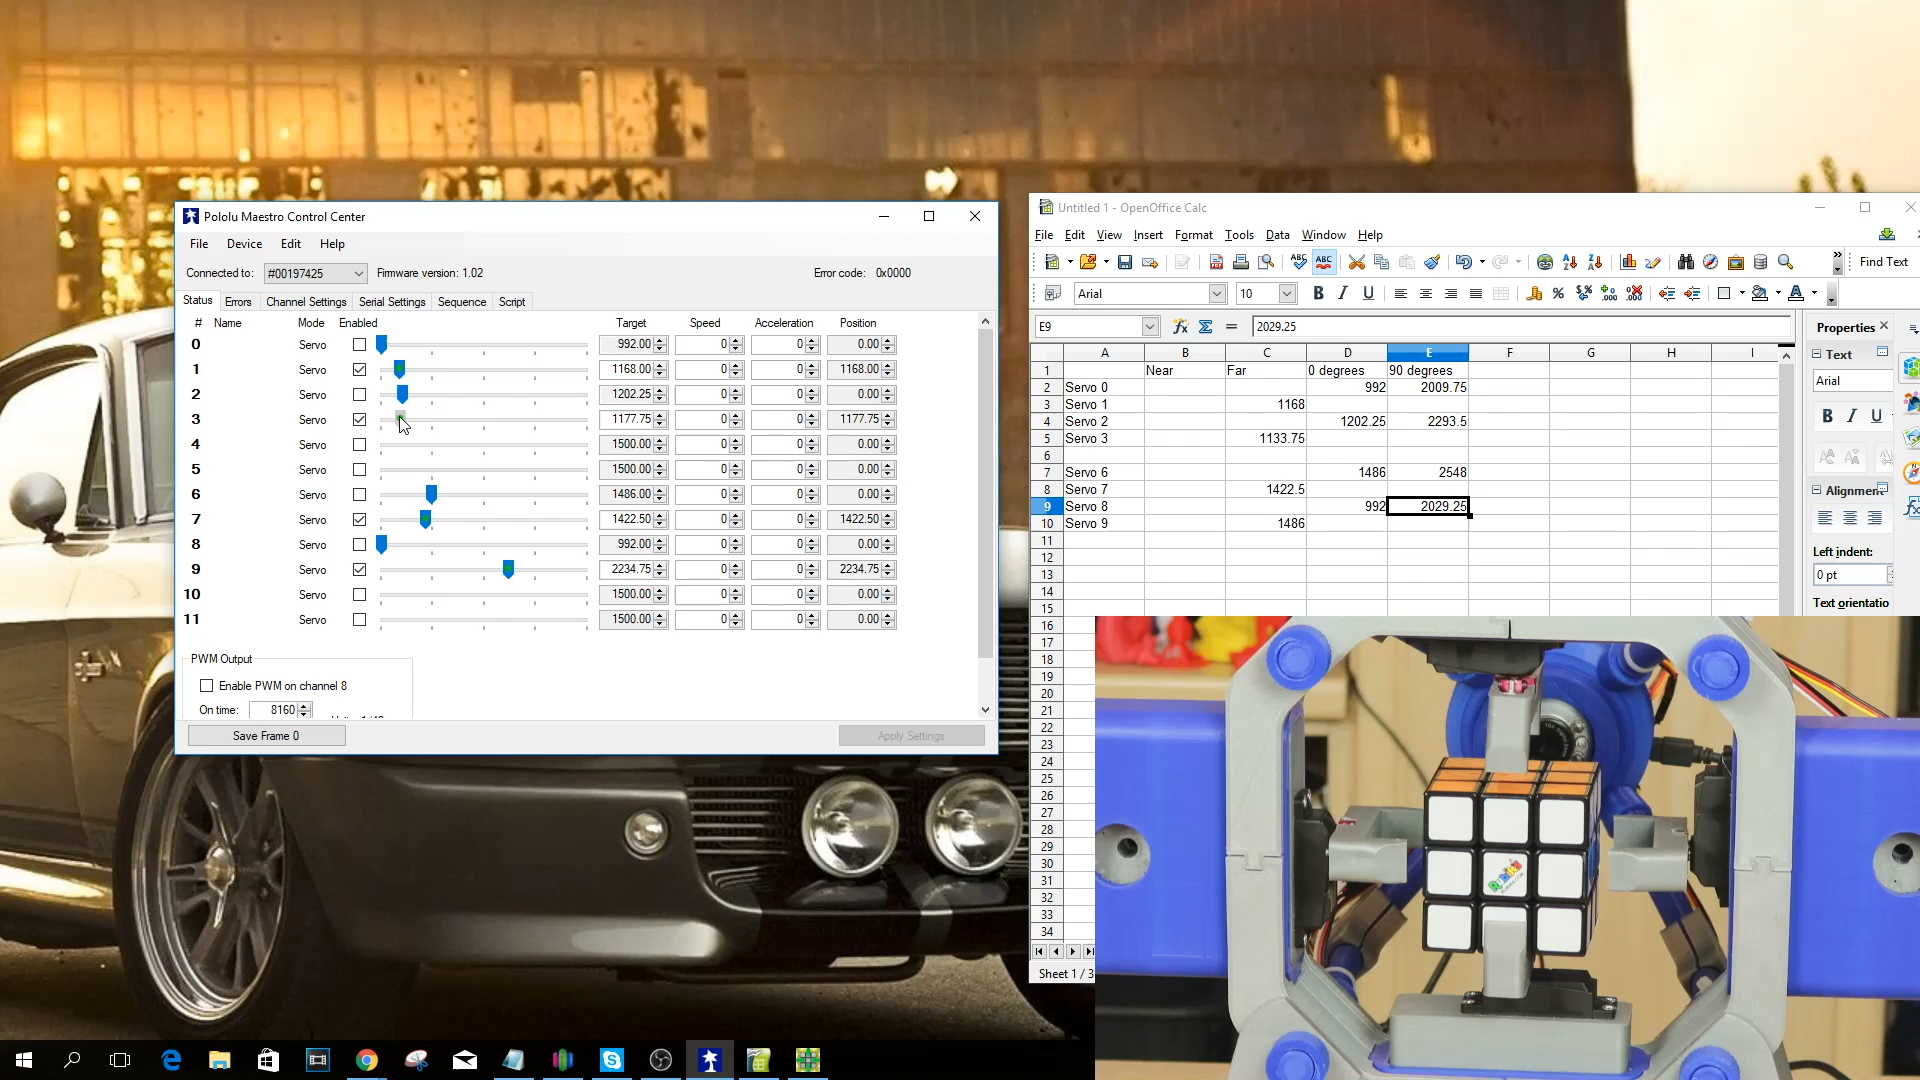 Pololu Maestro Control Center
File Device Edit Help
Connected to: #00197425 Firmware version: 1.02 Error code: 0x0000
Status Errors Channel Settings Serial Settings Sequence Script
# Name Mode Enabled Target Speed Acceleration Position
0 Servo 992.00 0 0 0.00
1 Servo 1168.00 0 0 1168.00
2 Servo 1202.25 0 0 0.00
3 Servo 1177.75 0 0 1177.75
4 Servo 1500.00 0 0 0.00
5 Servo 1500.00 0 0 0.00
6 Servo 1486.00 0 0 0.00
7 Servo 1422.50 0 0 1422.50
8 Servo 992.00 0 0 0.00
9 Servo 2234.75 0 0 2234.75
10 Servo 1500.00 0 0 0.00
11 Servo 1500.00 0 0 0.00
PWM Output
Enable PWM on channel 8
On time: 8160
Save Frame 0 Apply Settings
Untitled 1 - OpenOffice Calc
File Edit View Insert Format Tools Data Window Help
Find Text
Arial 10
E9 2029.25
A B C D E F G H I
1 Near Far 0 degrees 90 degrees
2 Servo 0 992 2009.75
3 Servo 1 1168
4 Servo 2 1202.25 2293.5
5 Servo 3 1133.75
6
7 Servo 6 1486 2548
8 Servo 7 1422.5
9 Servo 8 992 2029.25
10 Servo 9 1486
11
12
13
14
15
16
17
18
19
20
21
22
23
24
25
26
27
28
29
30
31
32
33
34
Sheet 1 / 3
Properties
Text
Arial
B I U
Alignment
Left indent:
0 pt
Text orientatio